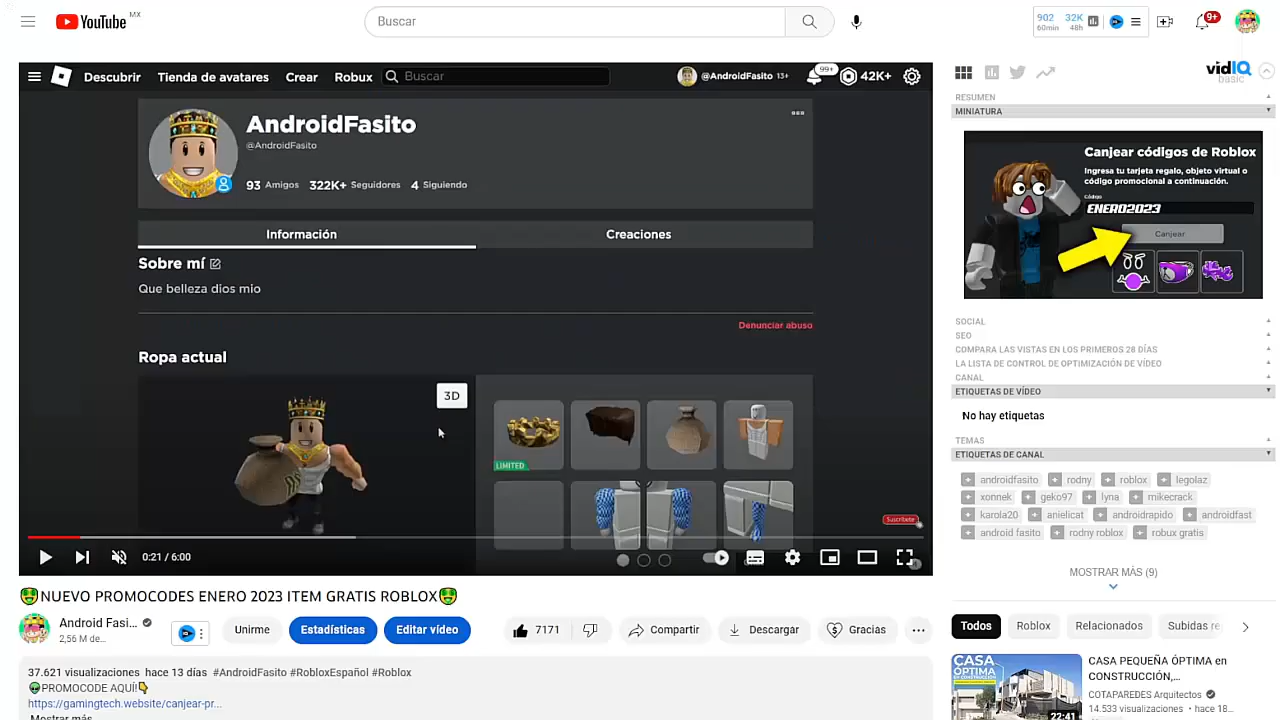 YouTube MX
Buscar
902 32K
60min 48h
9+
Descubrir Tienda de avatares Crear Robux Buscar @AndroidFasito 13+ 99+ 42K+
AndroidFasito
@AndroidFasito
93 Amigos 322K+ Seguidores 4 Siguiendo
Información Creaciones
Sobre mí
Que belleza dios mio
Denunciar abuso
Ropa actual
3D
LIMITED
Suscríbete
0:21 / 6:00
🤑NUEVO PROMOCODES ENERO 2023 ITEM GRATIS ROBLOX🤑
Android Fasi...
2,56 M de...
Unirme Estadísticas Editar vídeo 7171 Compartir Descargar Gracias
37.621 visualizaciones hace 13 días #AndroidFasito #RobloxEspañol #Roblox
👽PROMOCODE AQUÍ!👇
https://gamingtech.website/canjear-pr...
Mostrar más
vidIQ
basic
RESUMEN
MINIATURA
Canjear códigos de Roblox
Ingresa tu tarjeta regalo, objeto virtual o
código promocional a continuación.
Código
ENERO2023
Canjear
SOCIAL
SEO
COMPARA LAS VISTAS EN LOS PRIMEROS 28 DÍAS
LA LISTA DE CONTROL DE OPTIMIZACIÓN DE VÍDEO
CANAL
ETIQUETAS DE VÍDEO
No hay etiquetas
TEMAS
ETIQUETAS DE CANAL
+ androidfasito + rodny + roblox + legolaz
+ xonnek + geko97 + lyna + mikecrack
+ karola20 + anielicat + androidrapido + androidfast
+ android fasito + rodny roblox + robux gratis
MOSTRAR MÁS (9)
Todos Roblox Relacionados Subidas re
CASA
ÓPTIMA
EN CONSTRUCCIÓN
22:41
CASA PEQUEÑA ÓPTIMA en
CONSTRUCCIÓN,...
COTAPAREDES Arquitectos
14.533 visualizaciones • hace 18...